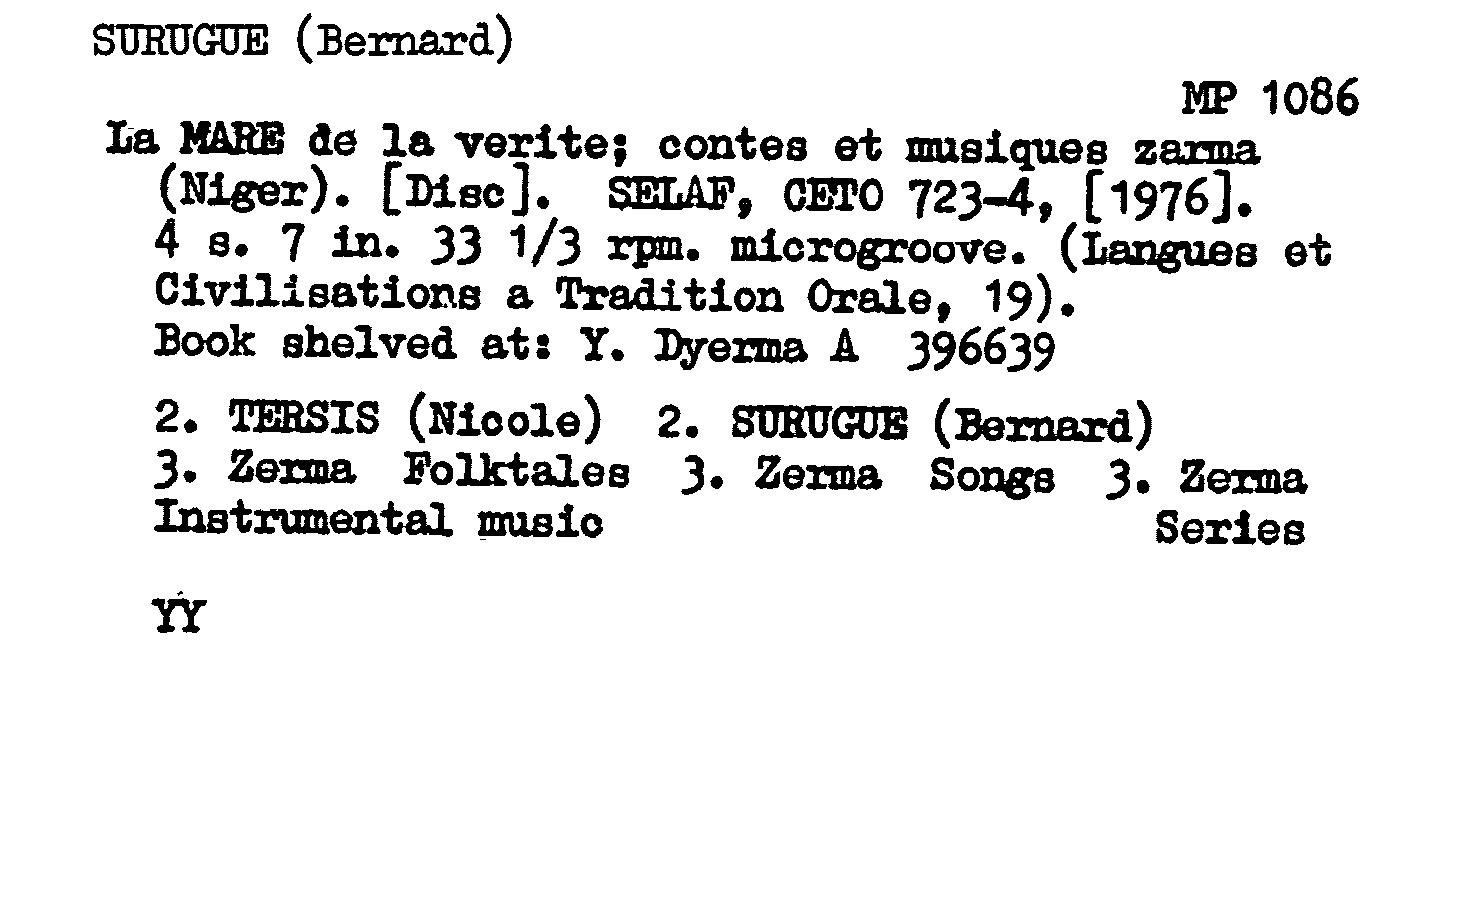 SURUGUE (Bernard)
MP 1086
La MARE de la verite; contes et musiques zarma
(Niger). [Disc]. SELAF, CETO 723-4, [1976].
4 s. 7 in. 33 1/3 rpm. microgroove. (Langues et
Civilisations a Tradition Orale, 19).
Book shelved at: Y. Dyerma A 396639
2. TERSIS (Nicole) 2. SURUGUE (Bernard)
3. Zerma Folktales 3. Zerma Songs 3. Zerma
Instrumental music Series
YY